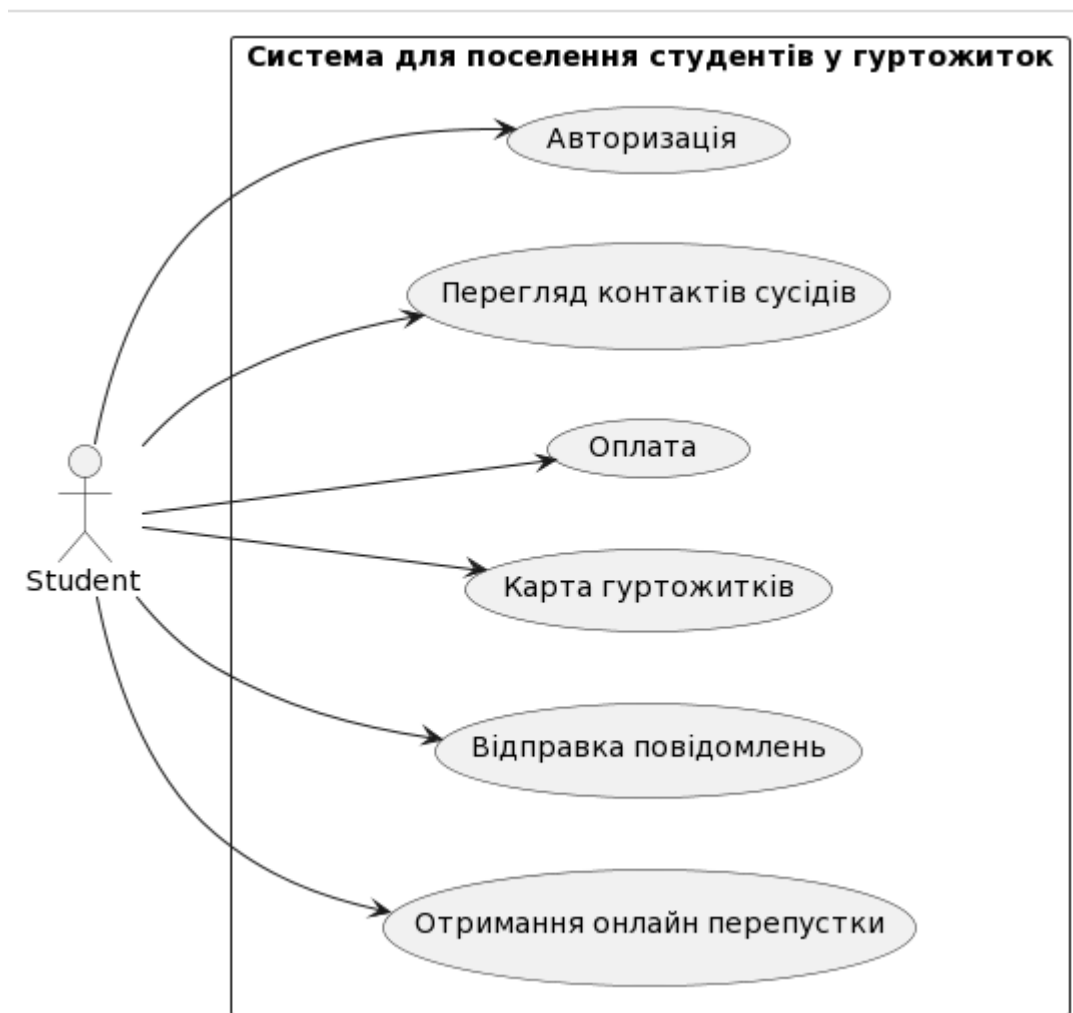 Система для поселення студентів у гуртожиток
Авторизація
Перегляд контактів сусідів
Оплата
Карта гуртожитків
Student
Відправка повідомлень
Отримання онлайн перепустки